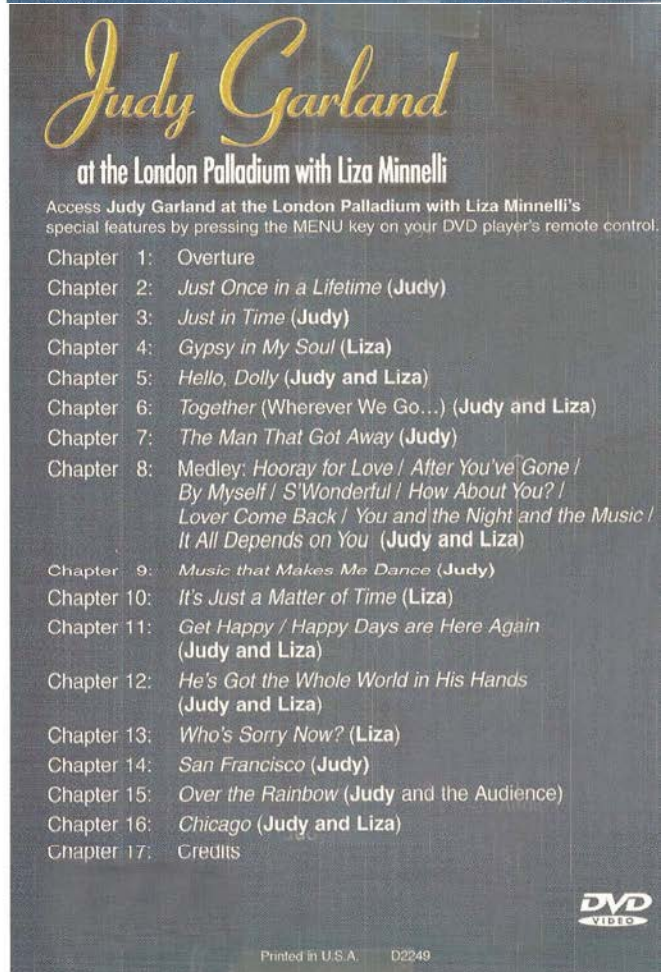 Judy Garland
at the London Palladium with Liza Minnelli
Access Judy Garland at the London Palladium with Liza Minnelli's
special features by pressing the MENU key on your DVD player's remote control.
Chapter 1: Overture
Chapter 2: Just Once in a Lifetime (Judy)
Chapter 3: Just in Time (Judy)
Chapter 4: Gypsy in My Soul (Liza)
Chapter 5: Hello, Dolly (Judy and Liza)
Chapter 6: Together (Wherever We Go...) (Judy and Liza)
Chapter 7: The Man That Got Away (Judy)
Chapter 8: Medley: Hooray for Love / After You've Gone /
By Myself / S'Wonderful / How About You? /
Lover Come Back / You and the Night and the Music /
It All Depends on You (Judy and Liza)
Chapter 9: Music that Makes Me Dance (Judy)
Chapter 10: It's Just a Matter of Time (Liza)
Chapter 11: Get Happy / Happy Days are Here Again
(Judy and Liza)
Chapter 12: He's Got the Whole World in His Hands
(Judy and Liza)
Chapter 13: Who's Sorry Now? (Liza)
Chapter 14: San Francisco (Judy)
Chapter 15: Over the Rainbow (Judy and the Audience)
Chapter 16: Chicago (Judy and Liza)
Chapter 17: Credits
DVD
VIDEO
Printed in U.S.A. D2249